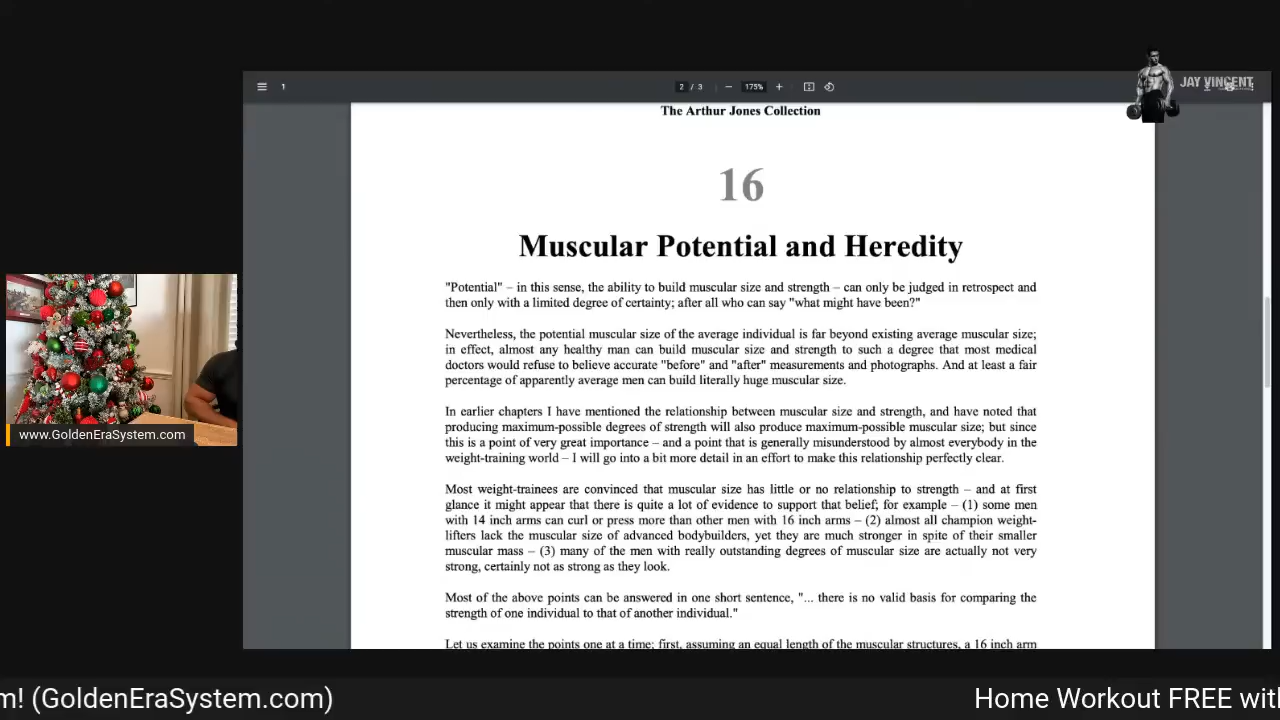 JAY VINCENT
1
2 / 3
175%
The Arthur Jones Collection
16
Muscular Potential and Heredity
"Potential" – in this sense, the ability to build muscular size and strength – can only be judged in retrospect and
then only with a limited degree of certainty; after all who can say "what might have been?"
Nevertheless, the potential muscular size of the average individual is far beyond existing average muscular size;
in effect, almost any healthy man can build muscular size and strength to such a degree that most medical
doctors would refuse to believe accurate "before" and "after" measurements and photographs. And at least a fair
percentage of apparently average men can build literally huge muscular size.
In earlier chapters I have mentioned the relationship between muscular size and strength, and have noted that
producing maximum-possible degrees of strength will also produce maximum-possible muscular size; but since
this is a point of very great importance – and a point that is generally misunderstood by almost everybody in the
weight-training world – I will go into a bit more detail in an effort to make this relationship perfectly clear.
Most weight-trainees are convinced that muscular size has little or no relationship to strength – and at first
glance it might appear that there is quite a lot of evidence to support that belief; for example – (1) some men
with 14 inch arms can curl or press more than other men with 16 inch arms – (2) almost all champion weight-
lifters lack the muscular size of advanced bodybuilders, yet they are much stronger in spite of their smaller
muscular mass – (3) many of the men with really outstanding degrees of muscular size are actually not very
strong, certainly not as strong as they look.
Most of the above points can be answered in one short sentence, "... there is no valid basis for comparing the
strength of one individual to that of another individual."
Let us examine the points one at a time; first, assuming an equal length of the muscular structures, a 16 inch arm
www.GoldenEraSystem.com
m! (GoldenEraSystem.com)
Home Workout FREE wit